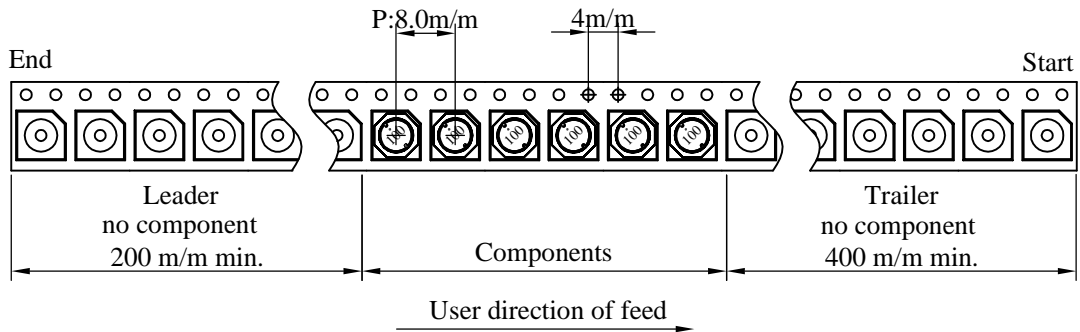 P:8.0m/m
4m/m
End
Start
100
100
100
100
100
100
Leader
no component
200 m/m min.
Components
Trailer
no component
400 m/m min.
User direction of feed